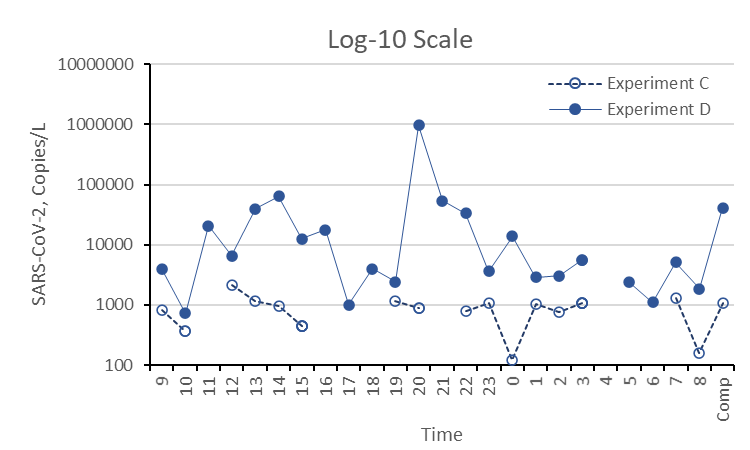 Log-10 Scale
10000000
1000000
100000
10000
1000
100
SARS-CoV-2, Copies/L
Experiment C
Experiment D
9 10 11 12 13 14 15 16 17 18 19 20 21 22 23 0 1 2 3 4 5 6 7 8 Comp
Time